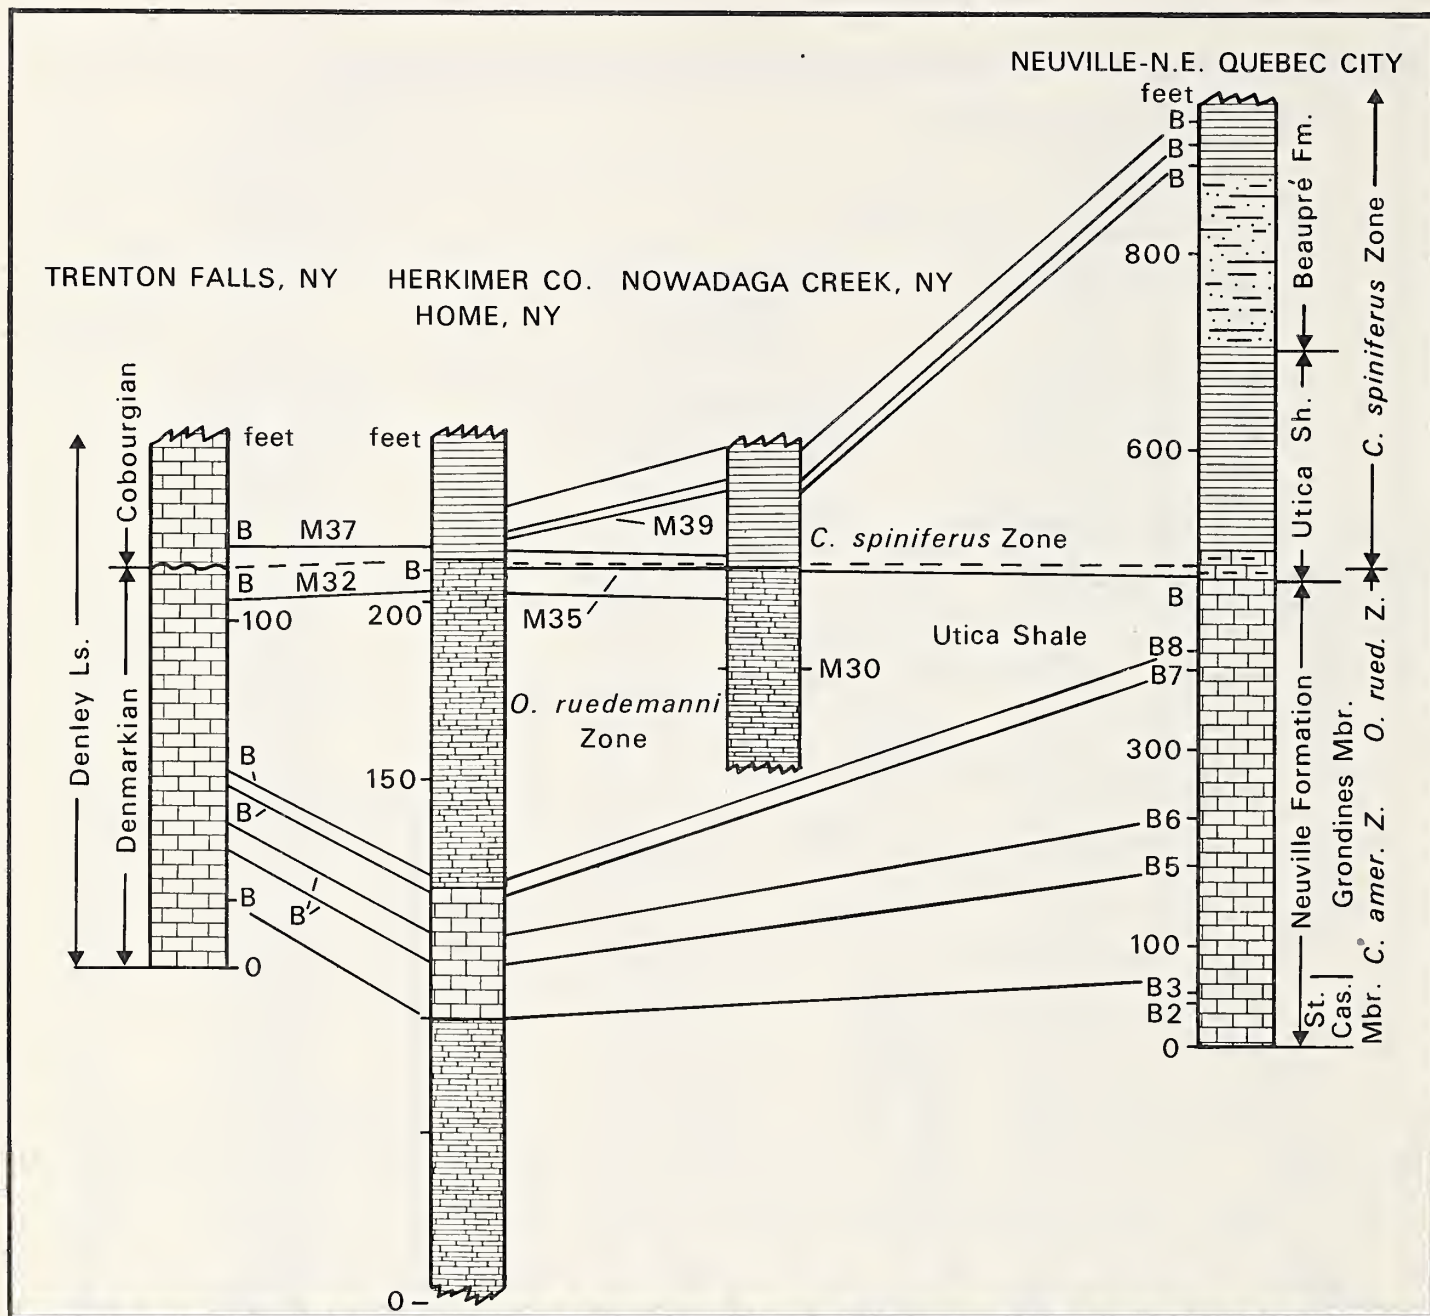 NEUVILLE-N.E. QUEBEC CITY
feet
B
B
B
800
600
B
B8
B7
300
B6
B5
100
B3
B2
0
Beaupré Fm.
Utica Sh.
Neuville Formation
Grondines Mbr.
St.
Cas.
Mbr.
C. spiniferus Zone
O. rued. Z.
C. amer. Z.
TRENTON FALLS, NY
HERKIMER CO.
HOME, NY
NOWADAGA CREEK, NY
Cobourgian
Denmarkian
Denley Ls.
feet
B
M37
B
M32
100
B
B
B
B
0
feet
B
200
150
0
M39
C. spiniferus Zone
M35
Utica Shale
M30
O. ruedemanni
Zone